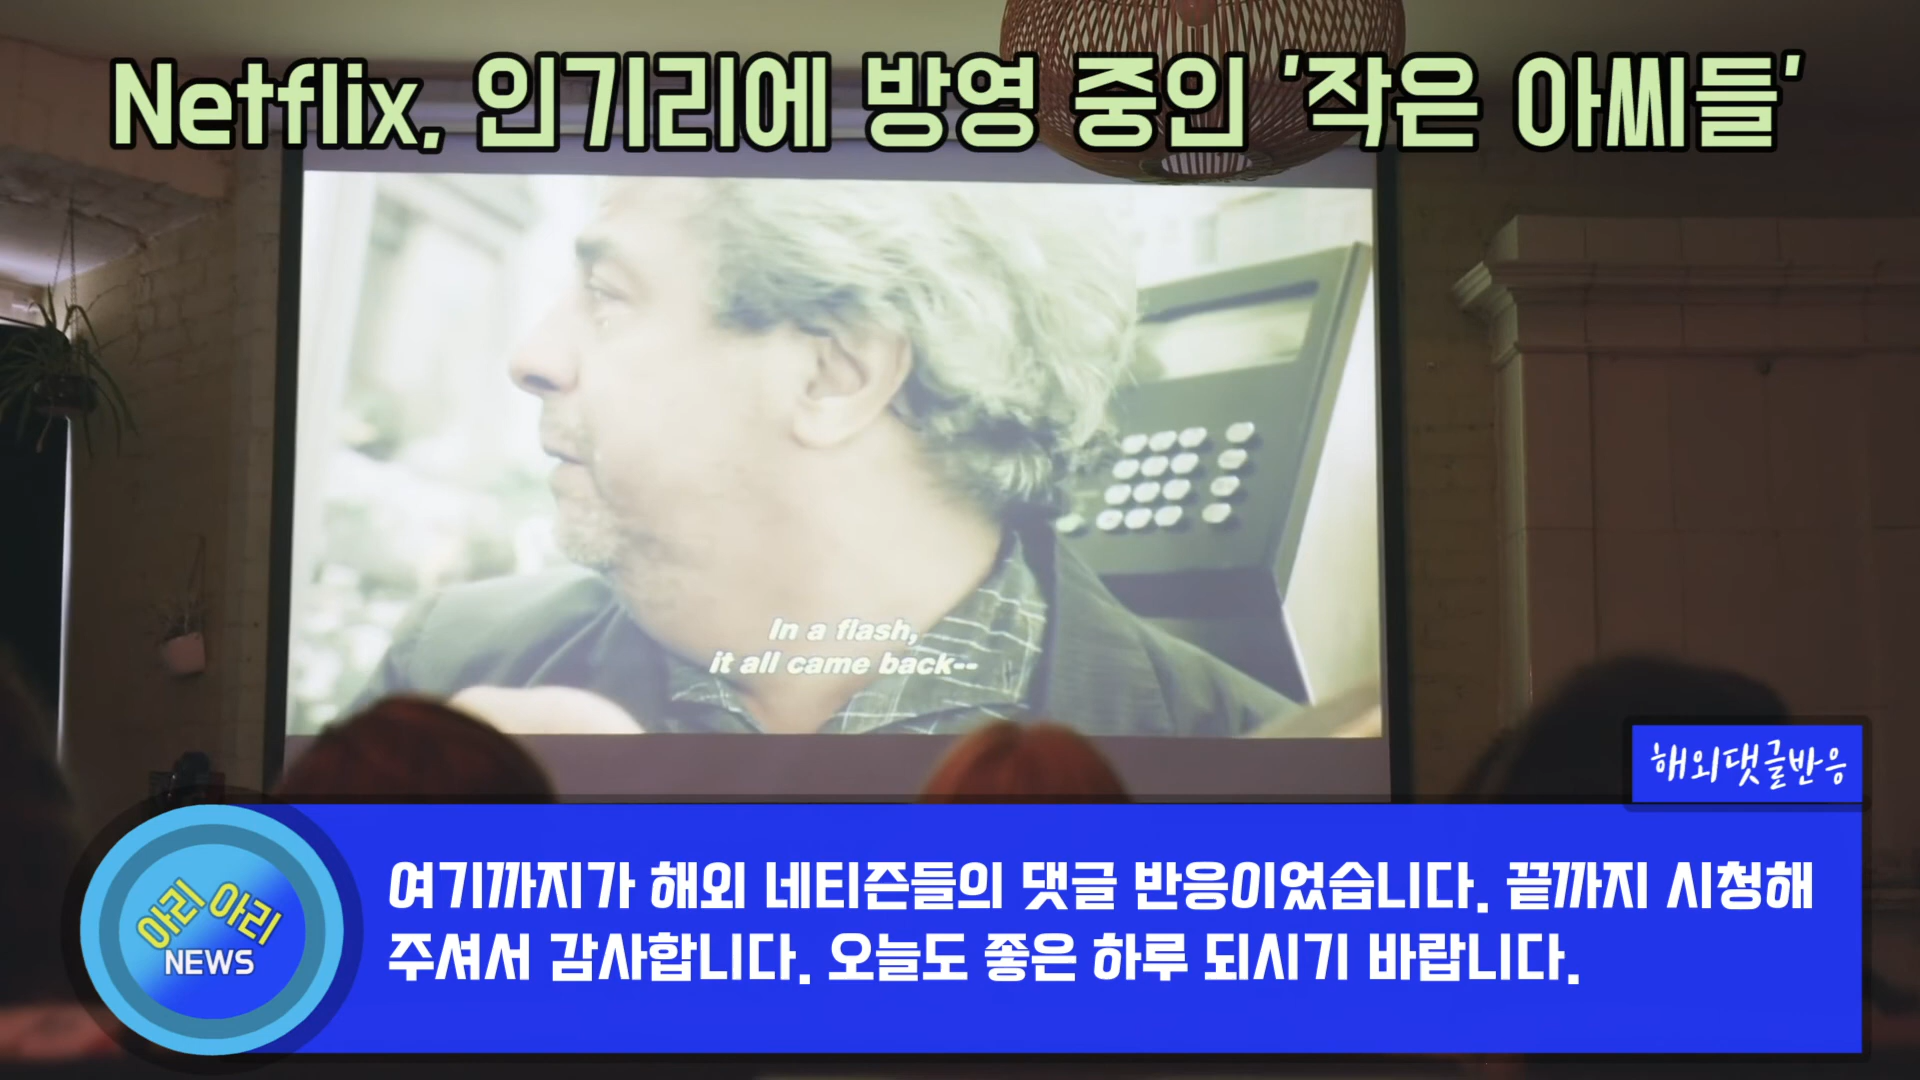 Netflix, 인기리에 방영 중인 '작은 아씨들'
In a flash,
it all came back--
해외댓글반응
아리 아리
NEWS
여기까지가 해외 네티즌들의 댓글 반응이었습니다. 끝까지 시청해
주셔서 감사합니다. 오늘도 좋은 하루 되시기 바랍니다.